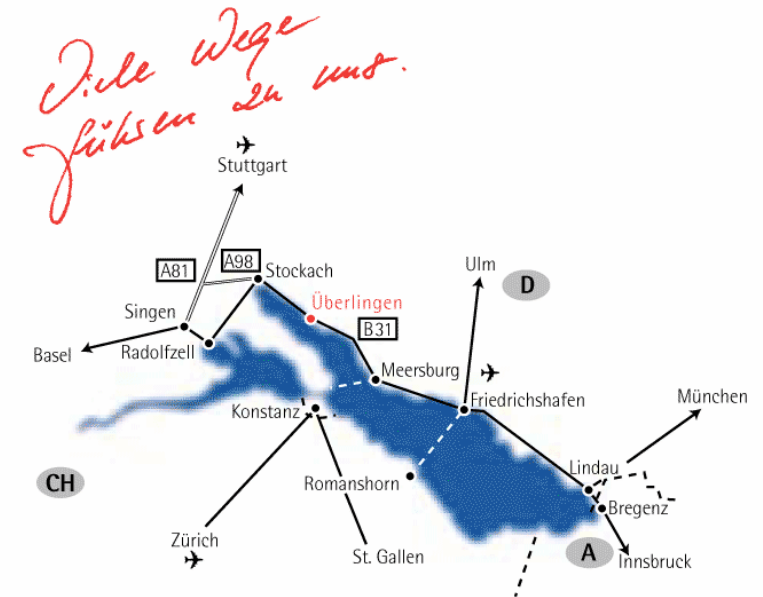 Viele Wege
führen zu uns.
Stuttgart
A81
A98
Stockach
Ulm
D
Singen
Überlingen
B31
Basel
Radolfzell
Meersburg
Konstanz
Friedrichshafen
München
CH
Romanshorn
Lindau
Bregenz
Zürich
St. Gallen
A
Innsbruck